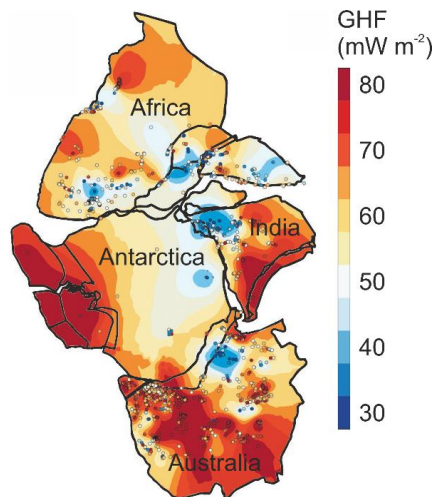 GHF
(mW m⁻²)
80
70
60
50
40
30
Africa
India
Antarctica
Australia